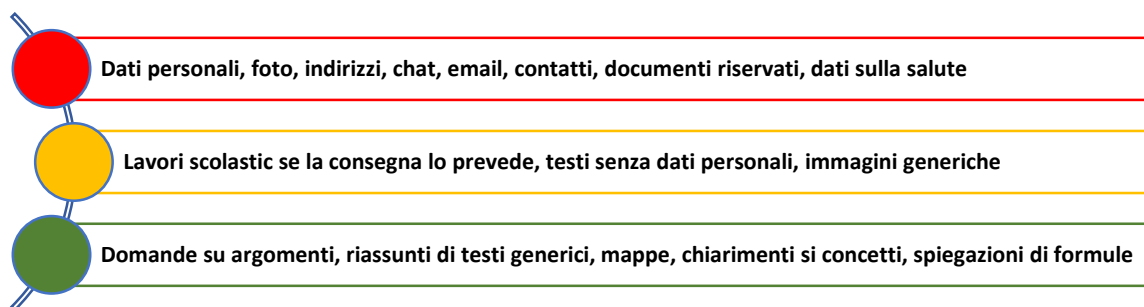 Dati personali, foto, indirizzi, chat, email, contatti, documenti riservati, dati sulla salute
Lavori scolastic se la consegna lo prevede, testi senza dati personali, immagini generiche
Domande su argomenti, riassunti di testi generici, mappe, chiarimenti si concetti, spiegazioni di formule